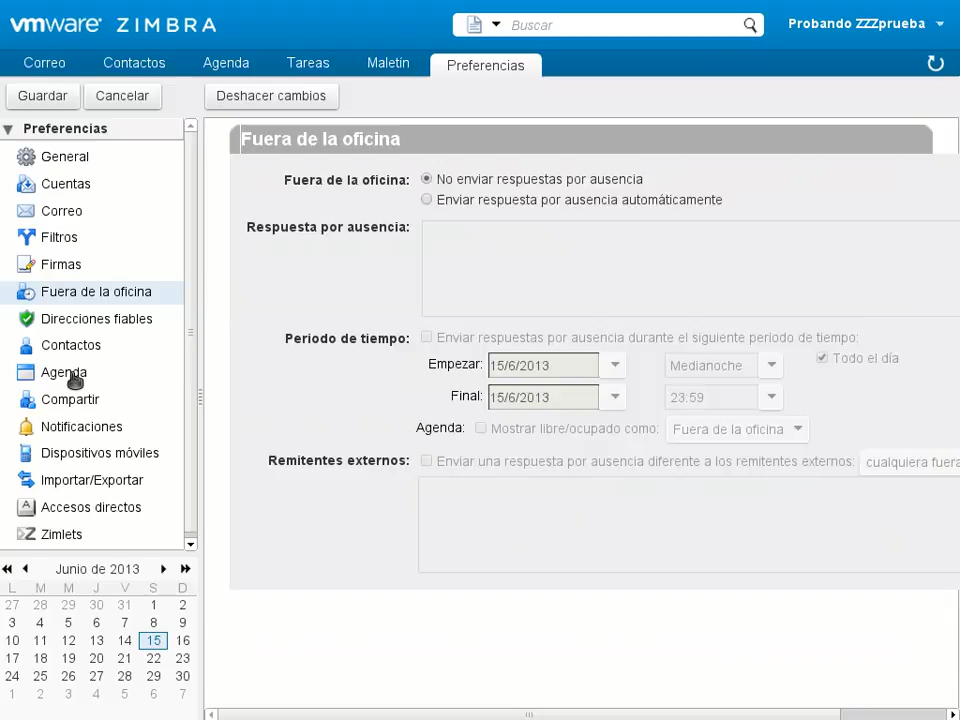 vmware® ZIMBRA
Buscar
Probando ZZZprueba
Correo
Contactos
Agenda
Tareas
Maletín
Preferencias
Guardar
Cancelar
Deshacer cambios
Preferencias
General
Cuentas
Correo
Filtros
Firmas
Fuera de la oficina
Direcciones fiables
Contactos
Agenda
Compartir
Notificaciones
Dispositivos móviles
Importar/Exportar
Accesos directos
Zimlets
Junio de 2013
L M M J V S D
27 28 29 30 31 1 2
3 4 5 6 7 8 9
10 11 12 13 14 15 16
17 18 19 20 21 22 23
24 25 26 27 28 29 30
1 2 3 4 5 6 7
Fuera de la oficina
Fuera de la oficina: No enviar respuestas por ausencia
Enviar respuesta por ausencia automáticamente
Respuesta por ausencia:
Periodo de tiempo: Enviar respuestas por ausencia durante el siguiente periodo de tiempo:
Empezar: 15/6/2013 Medianoche Todo el día
Final: 15/6/2013 23:59
Agenda: Mostrar libre/ocupado como: Fuera de la oficina
Remitentes externos: Enviar una respuesta por ausencia diferente a los remitentes externos: cualquiera fuera